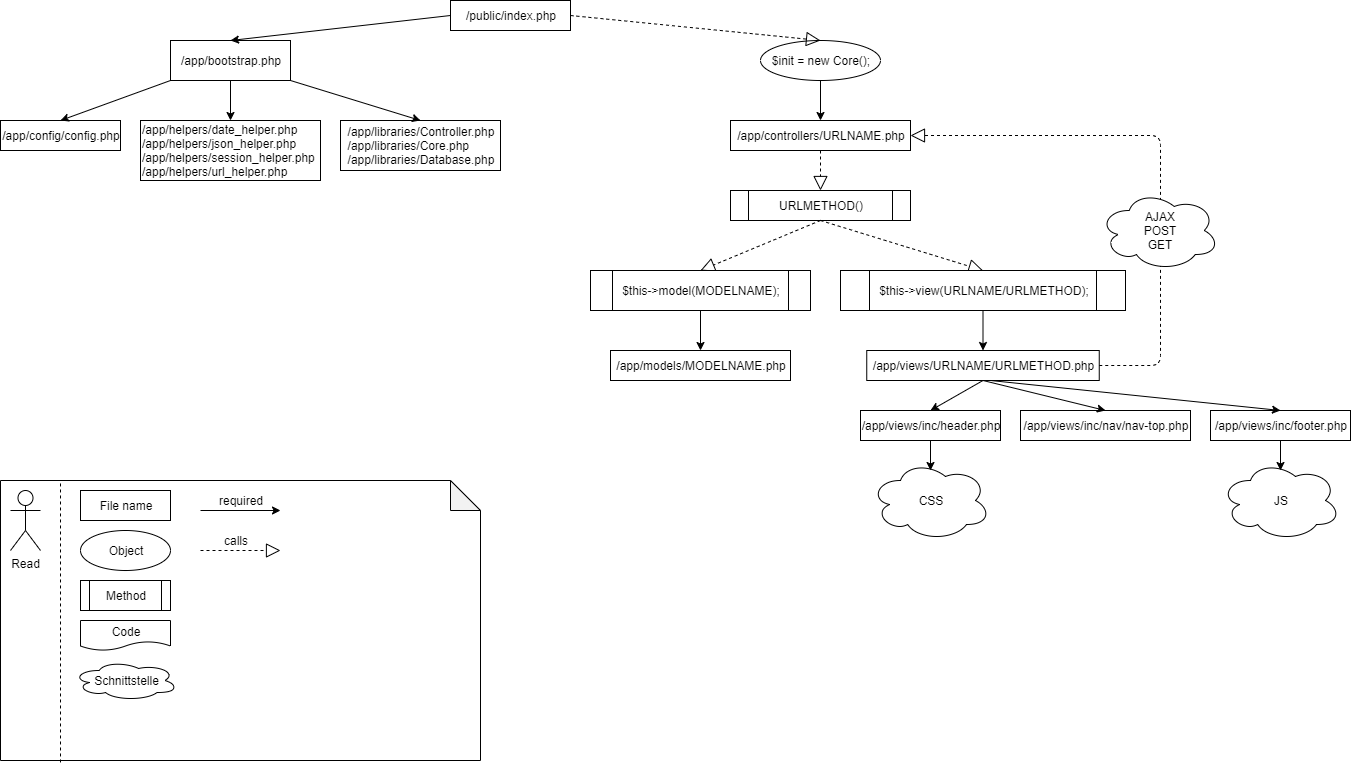 /public/index.php
/app/bootstrap.php
$init = new Core();
/app/config/config.php
/app/helpers/date_helper.php
/app/helpers/json_helper.php
/app/helpers/session_helper.php
/app/helpers/url_helper.php
/app/libraries/Controller.php
/app/libraries/Core.php
/app/libraries/Database.php
/app/controllers/URLNAME.php
URLMETHOD()
AJAX
POST
GET
$this->model(MODELNAME);
$this->view(URLNAME/URLMETHOD);
/app/models/MODELNAME.php
/app/views/URLNAME/URLMETHOD.php
/app/views/inc/header.php
/app/views/inc/nav/nav-top.php
/app/views/inc/footer.php
CSS
JS
Read
File name
required
Object
calls
Method
Code
Schnittstelle